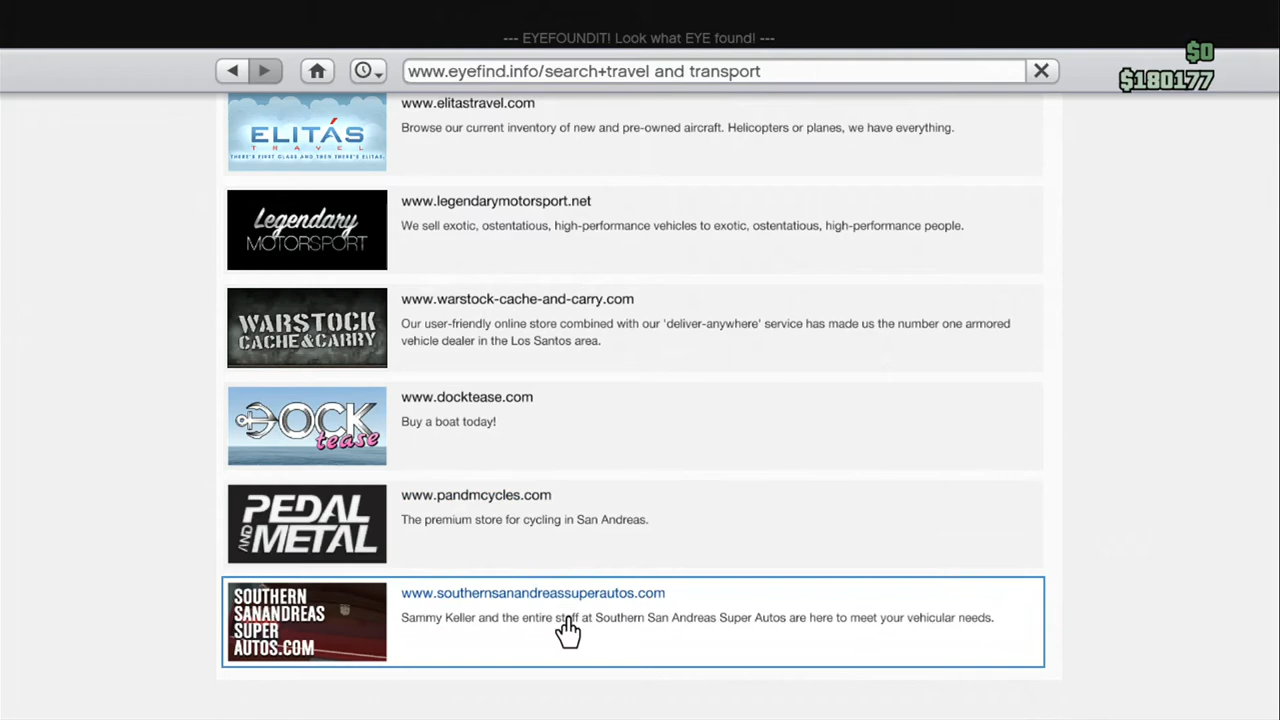 --- EYEFOUNDIT! Look what EYE found! ---
$0
www.eyefind.info/search+travel and transport
$180177
ELITÁS
TRAVEL
THERE'S FIRST CLASS AND THEN THERE'S ELITAS.
www.elitastravel.com
Browse our current inventory of new and pre-owned aircraft. Helicopters or planes, we have everything.
Legendary
MOTORSPORT
www.legendarymotorsport.net
We sell exotic, ostentatious, high-performance vehicles to exotic, ostentatious, high-performance people.
WARSTOCK
CACHE&CARRY
www.warstock-cache-and-carry.com
Our user-friendly online store combined with our 'deliver-anywhere' service has made us the number one armored
vehicle dealer in the Los Santos area.
DOCK
tease
www.docktease.com
Buy a boat today!
PEDAL
AND METAL
www.pandmcycles.com
The premium store for cycling in San Andreas.
SOUTHERN
SANANDREAS
SUPER
AUTOS.COM
www.southernsanandreassuperautos.com
Sammy Keller and the entire staff at Southern San Andreas Super Autos are here to meet your vehicular needs.